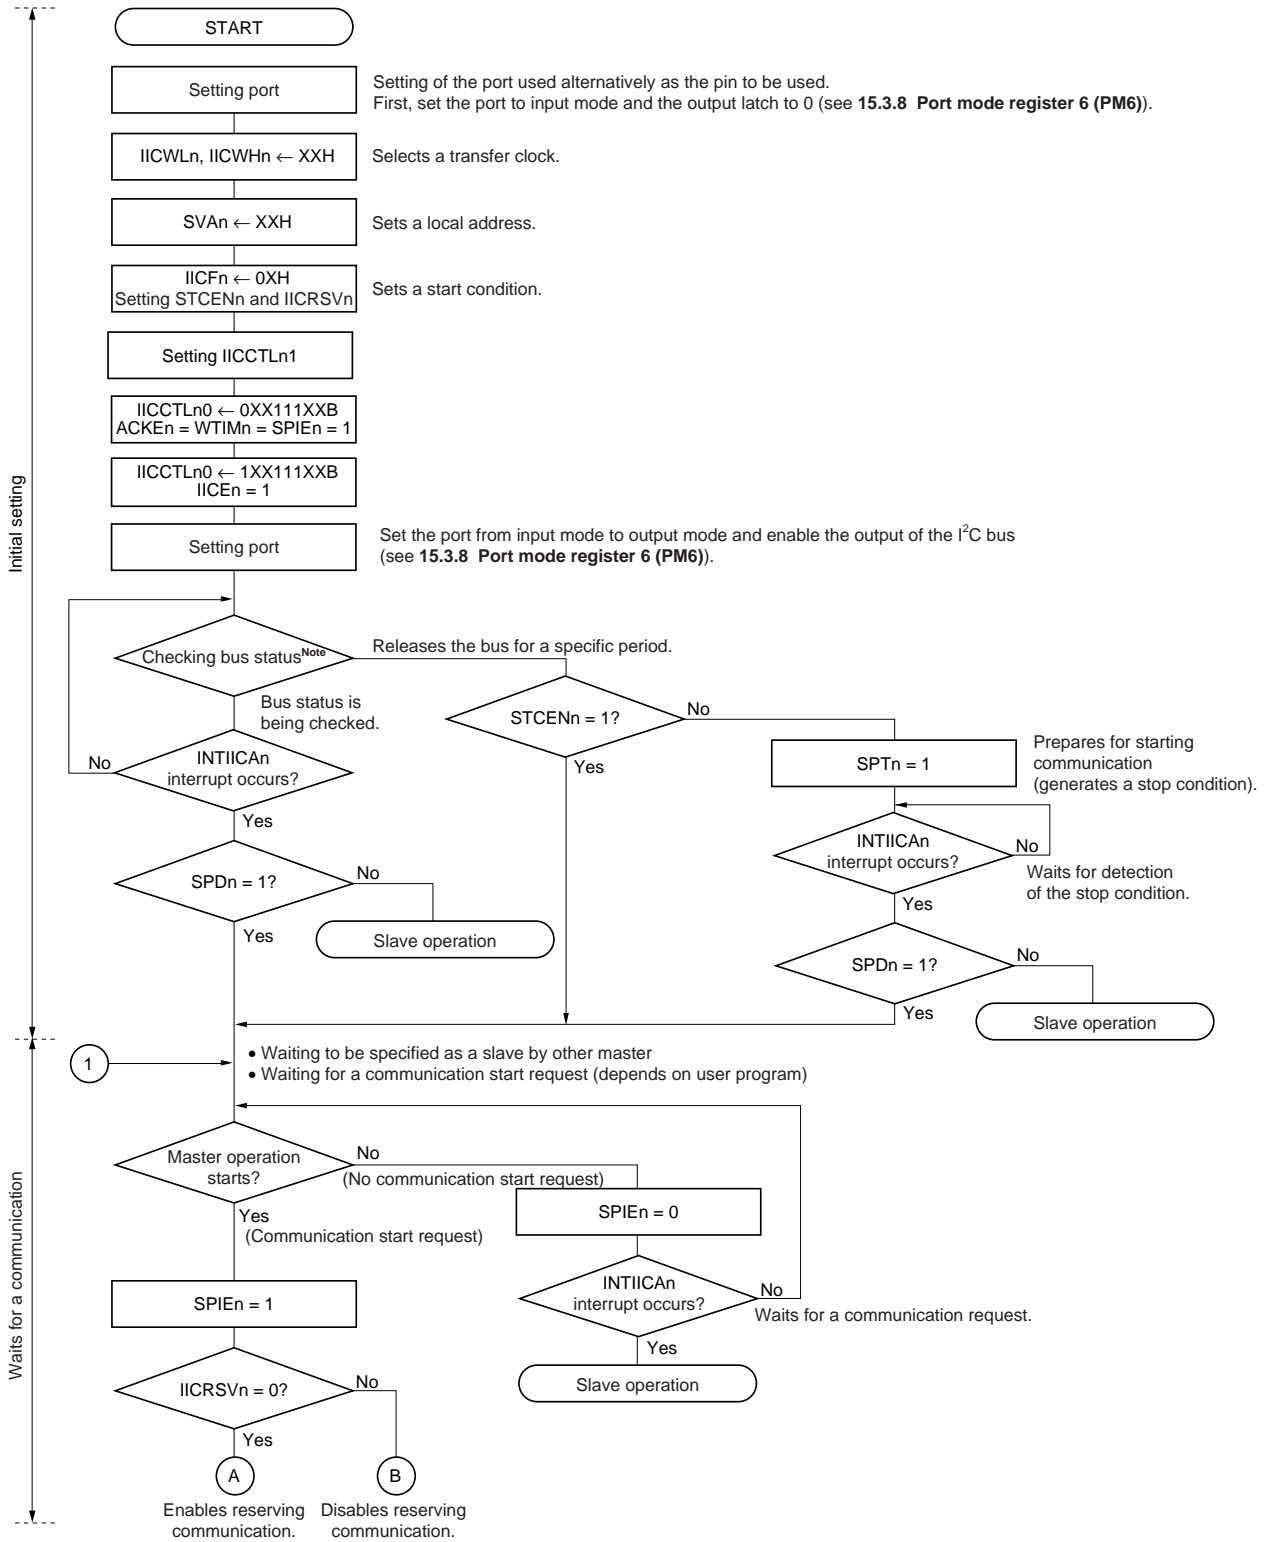 START
Setting port
Setting of the port used alternatively as the pin to be used.
First, set the port to input mode and the output latch to 0 (see 15.3.8 Port mode register 6 (PM6)).
IICWLn, IICWHn ← XXH
Selects a transfer clock.
SVAn ← XXH
Sets a local address.
IICFn ← 0XH
Setting STCENn and IICRSVn
Sets a start condition.
Setting IICCTLn1
IICCTLn0 ← 0XX111XXB
ACKEn = WTIMn = SPIEn = 1
IICCTLn0 ← 1XX111XXB
IICEn = 1
Initial setting
Setting port
Set the port from input mode to output mode and enable the output of the I²C bus
(see 15.3.8 Port mode register 6 (PM6)).
Checking bus statusNote
Releases the bus for a specific period.
Bus status is
being checked.
STCENn = 1?
No
Yes
SPTn = 1
Prepares for starting
communication
(generates a stop condition).
INTIICAn
interrupt occurs?
No
Yes
INTIICAn
interrupt occurs?
No
Waits for detection
of the stop condition.
Yes
SPDn = 1?
No
Slave operation
Yes
SPDn = 1?
No
Slave operation
Yes
1
• Waiting to be specified as a slave by other master
• Waiting for a communication start request (depends on user program)
Waits for a communication
Master operation
starts?
No
(No communication start request)
Yes
(Communication start request)
SPIEn = 0
INTIICAn
interrupt occurs?
No
Waits for a communication request.
Yes
Slave operation
SPIEn = 1
IICRSVn = 0?
No
Yes
A
B
Enables reserving
communication.
Disables reserving
communication.